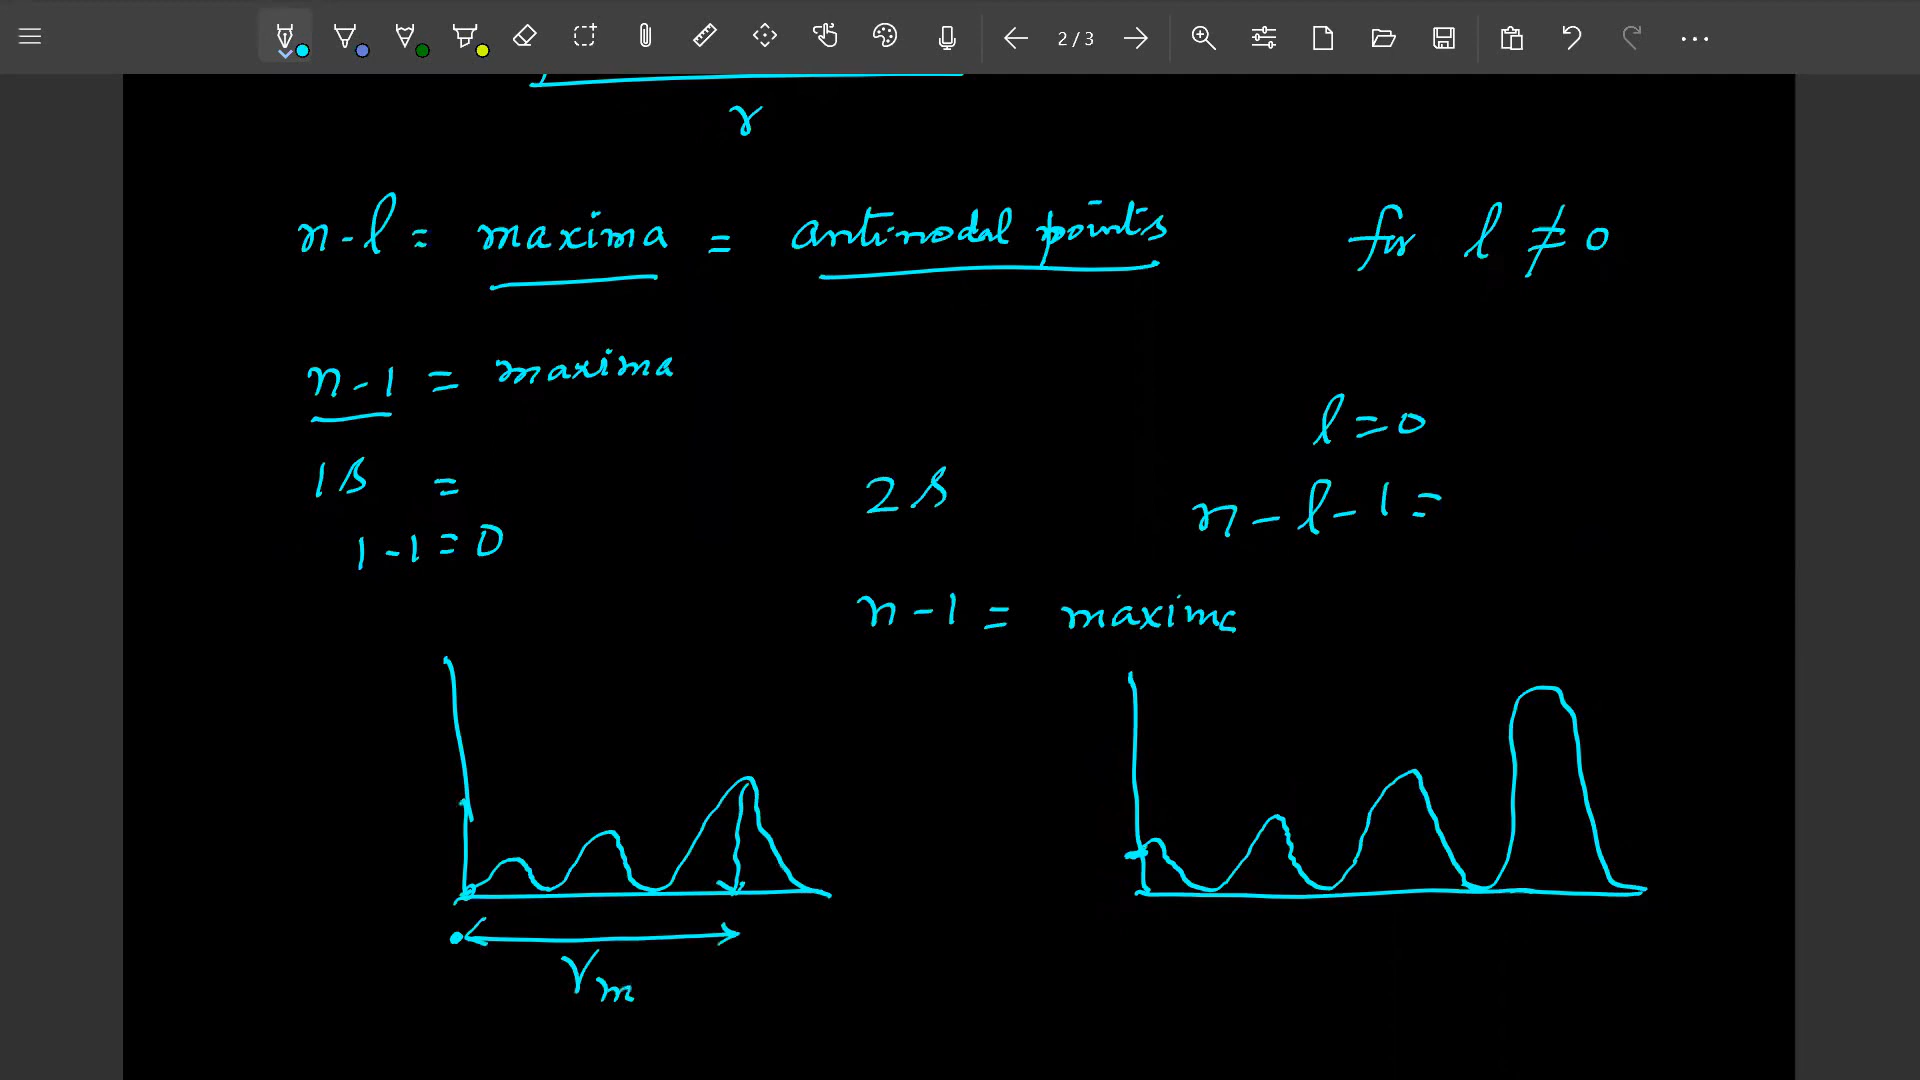 2 / 3
r
n - l = maxima = antinodal points for l ≠ 0
n - 1 = maxima
l = 0
1s =
2s
n - l - 1 =
1 - 1 = 0
n - 1 = maxima
rm